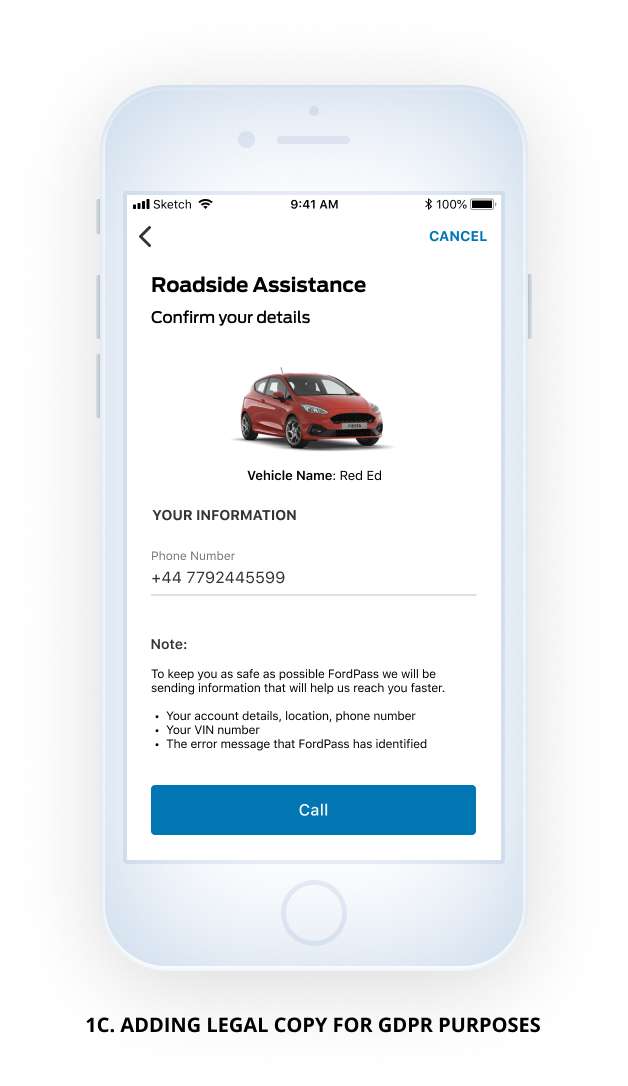 Sketch 9:41 AM 100%
CANCEL
Roadside Assistance
Confirm your details
Vehicle Name: Red Ed
YOUR INFORMATION
Phone Number
+44 7792445599
Note:
To keep you as safe as possible FordPass we will be
sending information that will help us reach you faster.
• Your account details, location, phone number
• Your VIN number
• The error message that FordPass has identified
Call
1C. ADDING LEGAL COPY FOR GDPR PURPOSES